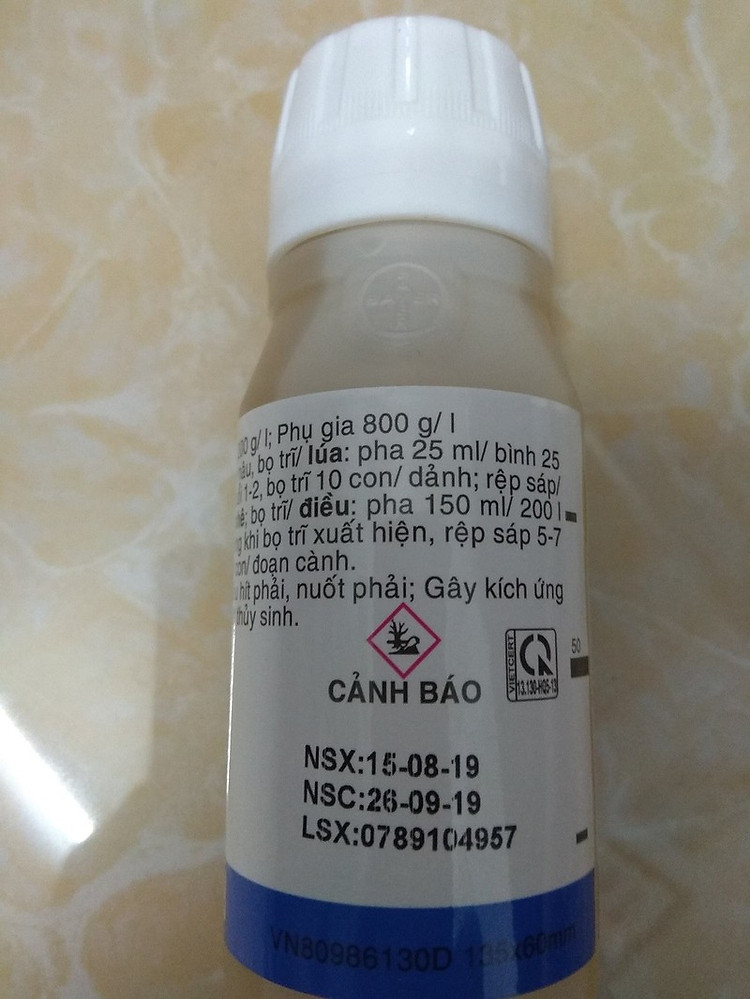 BAYER
g/ l; Phụ gia 800 g/ l
bọ trĩ/ lúa: pha 25 ml/ bình 25
1-2, bọ trĩ 10 con/ dảnh; rệp sáp/
bọ trĩ/ điều: pha 150 ml/ 200 l
khi bọ trĩ xuất hiện, rệp sáp 5-7
con/ đoạn cành.
hít phải, nuốt phải; Gây kích ứng
thủy sinh.
50
VIETCERT
CẢNH BÁO
NSX:15-08-19
NSC:26-09-19
LSX:0789104957
VN80986130D 135x60mm